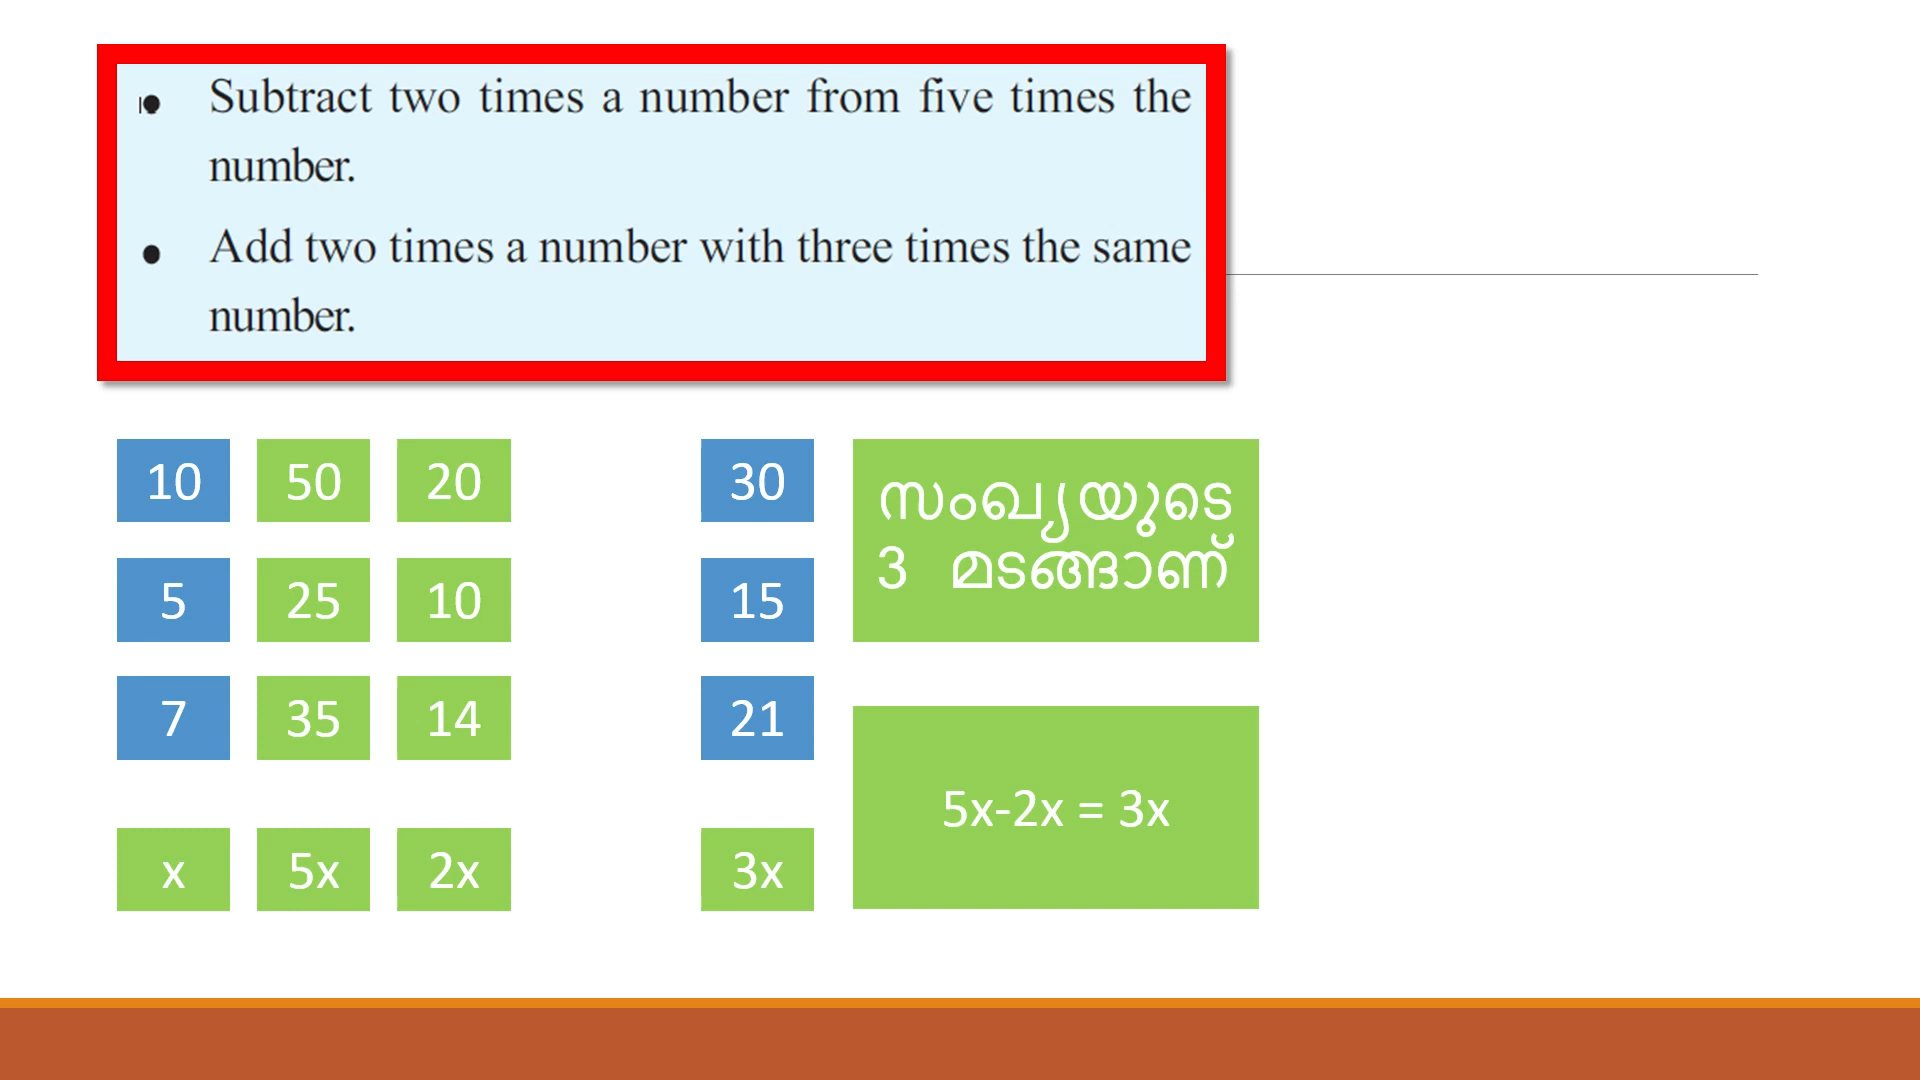 • Subtract two times a number from five times the
number.
• Add two times a number with three times the same
number.
10 50 20 30
5 25 10 15
7 35 14 21
x 5x 2x 3x
സംഖ്യയുടെ
3 മടങ്ങാണ്
5x-2x = 3x